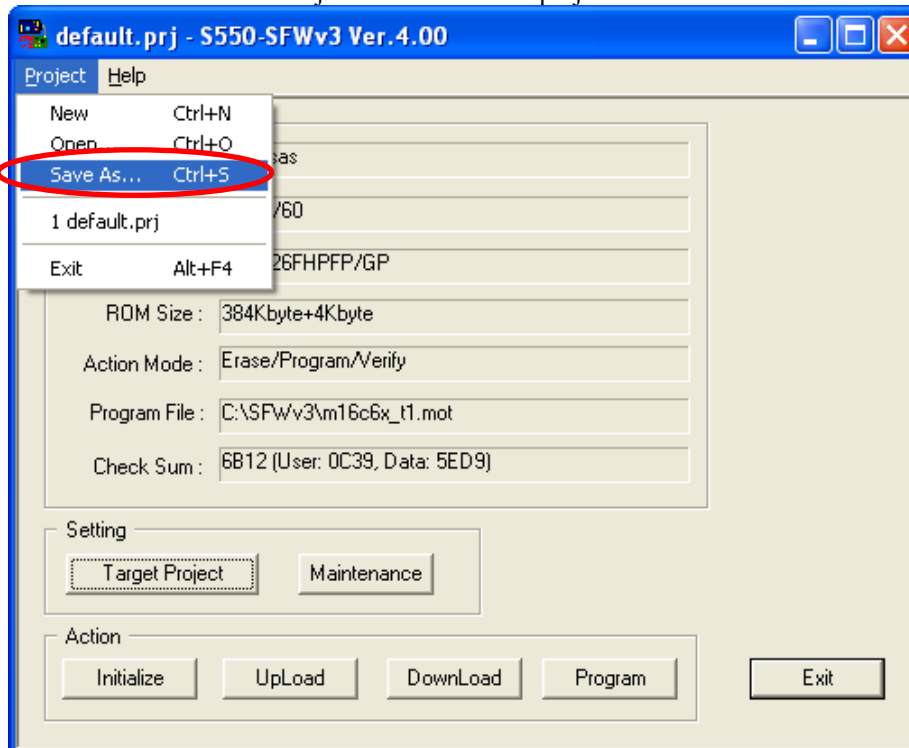 default.prj - S550-SFWv3 Ver.4.00
Project Help
New Ctrl+N
Open... Ctrl+O
Save As... Ctrl+S
1 default.prj
Exit Alt+F4
sas
/60
26FHPFP/GP
ROM Size : 384Kbyte+4Kbyte
Action Mode : Erase/Program/Verify
Program File : C:\SFWv3\m16c6x_t1.mot
Check Sum : 6B12 (User: 0C39, Data: 5ED9)
Setting
Target Project Maintenance
Action
Initialize UpLoad DownLoad Program Exit